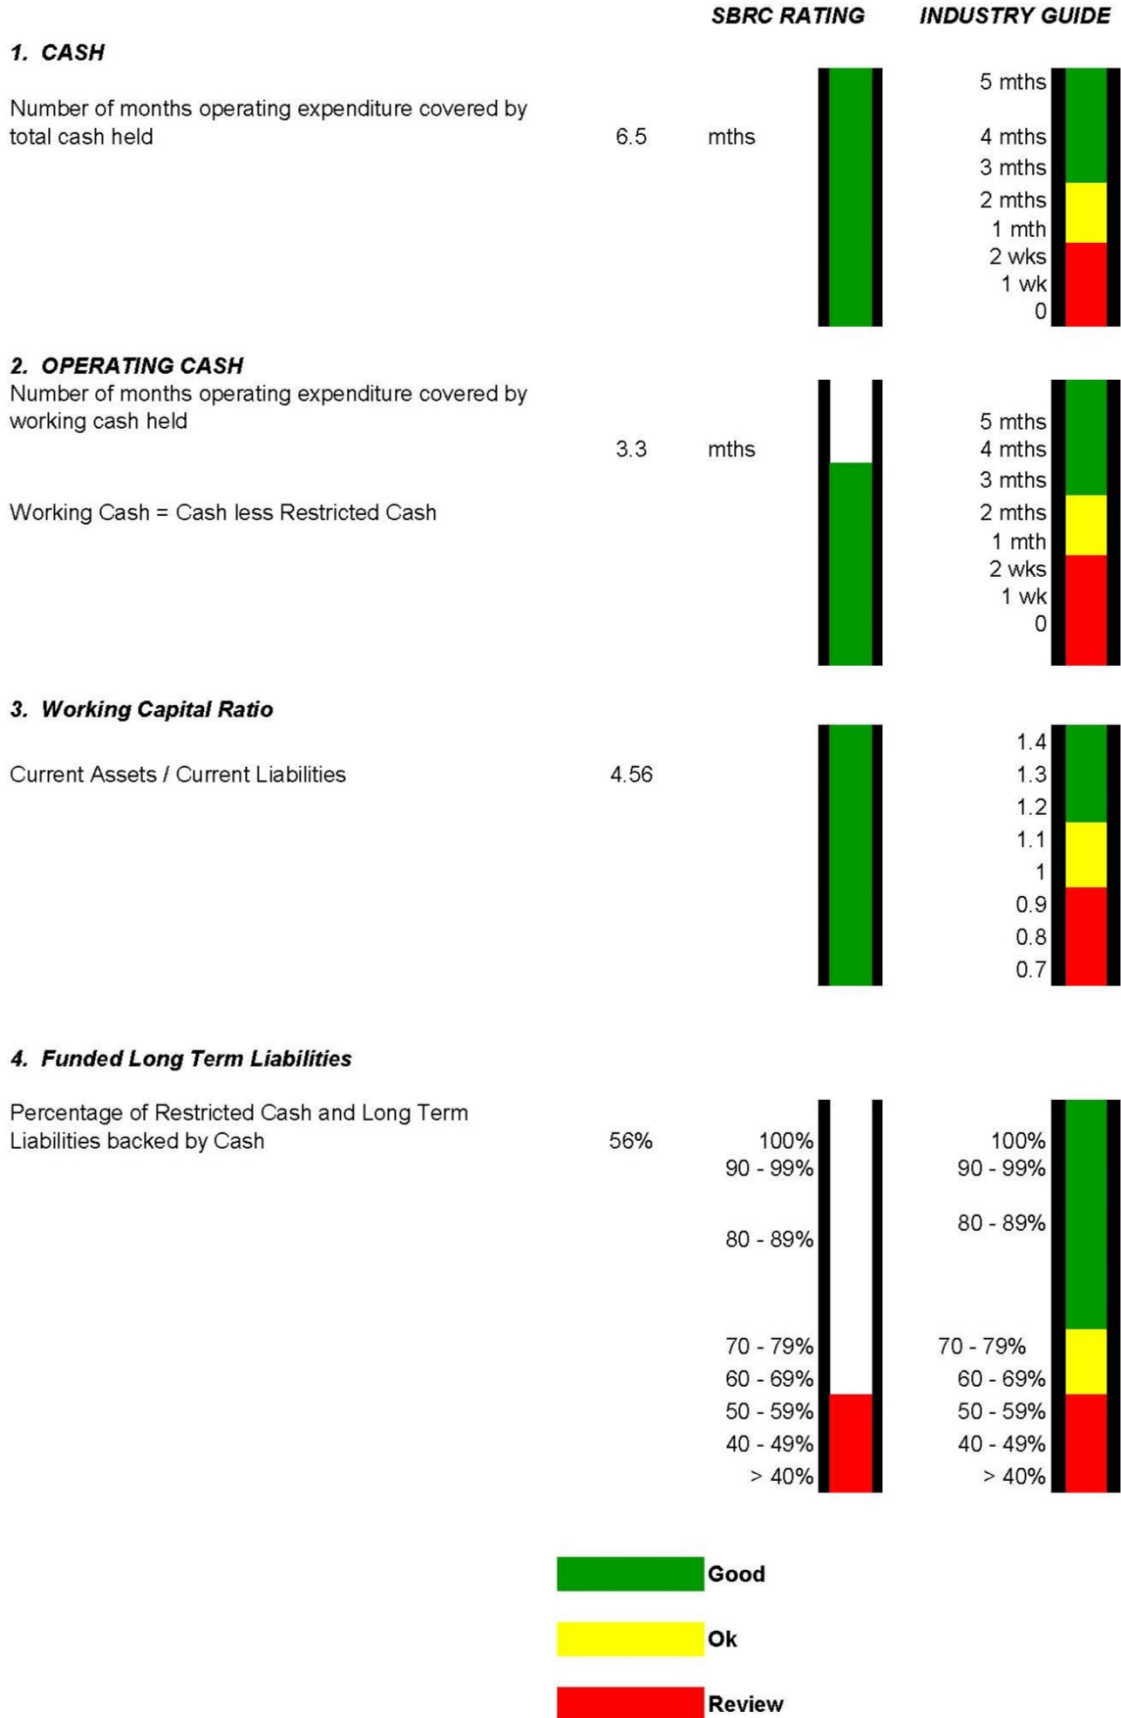 SBRC RATING INDUSTRY GUIDE
1. CASH
5 mths
Number of months operating expenditure covered by
total cash held 6.5 mths 4 mths
3 mths
2 mths
1 mth
2 wks
1 wk
0
2. OPERATING CASH
Number of months operating expenditure covered by
working cash held 5 mths
3.3 mths 4 mths
3 mths
Working Cash = Cash less Restricted Cash 2 mths
1 mth
2 wks
1 wk
0
3. Working Capital Ratio
1.4
Current Assets / Current Liabilities 4.56 1.3
1.2
1.1
1
0.9
0.8
0.7
4. Funded Long Term Liabilities
Percentage of Restricted Cash and Long Term
Liabilities backed by Cash 56% 100% 100%
90 - 99% 90 - 99%
80 - 89%
80 - 89%
70 - 79% 70 - 79%
60 - 69% 60 - 69%
50 - 59% 50 - 59%
40 - 49% 40 - 49%
> 40% > 40%
Good
Ok
Review